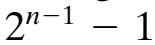 2^{n-1} - 1